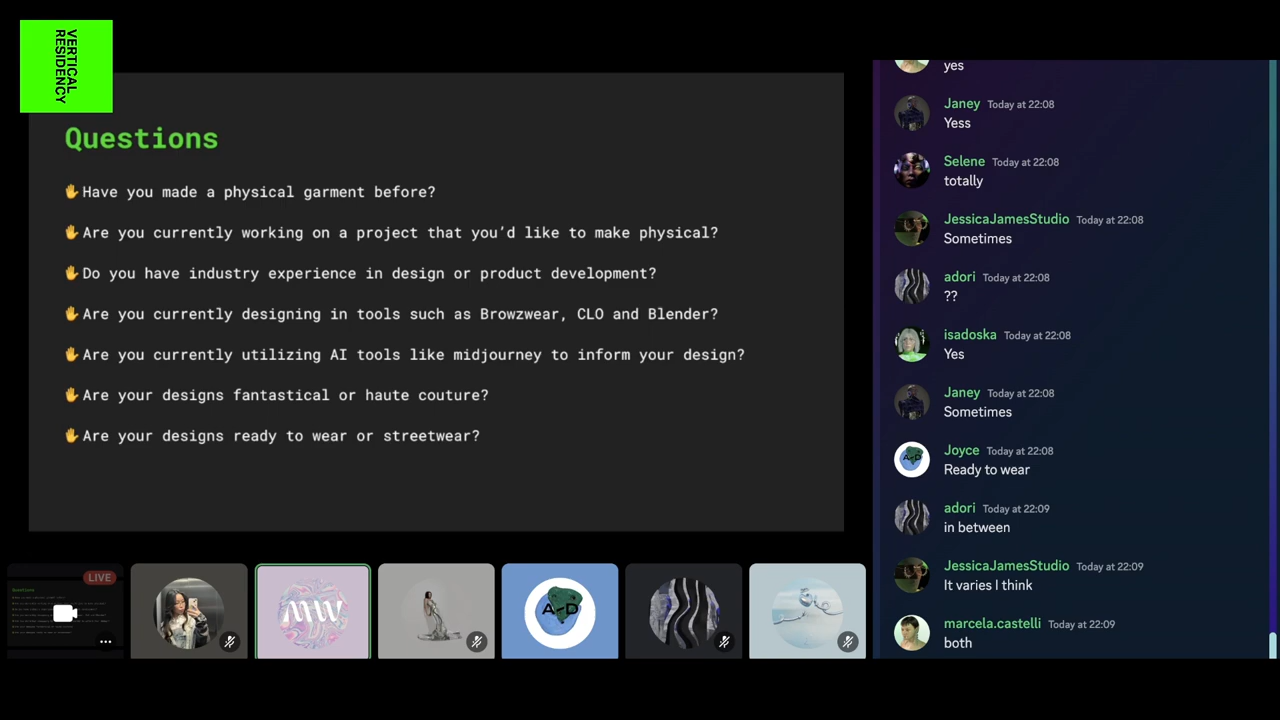 VERTICAL
RESIDENCY
Questions
✋Have you made a physical garment before?
✋Are you currently working on a project that you’d like to make physical?
✋Do you have industry experience in design or product development?
✋Are you currently designing in tools such as Browzwear, CLO and Blender?
✋Are you currently utilizing AI tools like midjourney to inform your design?
✋Are your designs fantastical or haute couture?
✋Are your designs ready to wear or streetwear?
LIVE
Questions
MW
A-D
yes
Janey Today at 22:08
Yess
Selene Today at 22:08
totally
JessicaJamesStudio Today at 22:08
Sometimes
adori Today at 22:08
??
isadoska Today at 22:08
Yes
Janey Today at 22:08
Sometimes
A-D
Joyce Today at 22:08
Ready to wear
adori Today at 22:09
in between
JessicaJamesStudio Today at 22:09
It varies I think
marcela.castelli Today at 22:09
both